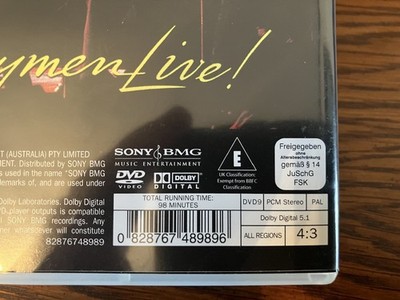 ymen Live!
T (AUSTRALIA) PTY LIMITED
MENT. Distributed by SONY BMG
s used in the name "SONY BMG
demarks of, and are used under
Dolby Laboratories. Dolby Digital
D-player outputs is compatible
SONY BMG recordings. Any
ner whatsoever will constitute
82876748989
SONY BMG
MUSIC ENTERTAINMENT
DVD
VIDEO
DOLBY
DIGITAL
TOTAL RUNNING TIME:
98 MINUTES
0 828767 489896
E
UK Classification:
Exempt from BBFC
Classification
Freigegeben
ohne
Altersbeschränkung
gemäß § 14
JuSchG
FSK
DVD9 PCM Stereo PAL
Dolby Digital 5.1
ALL REGIONS 4:3